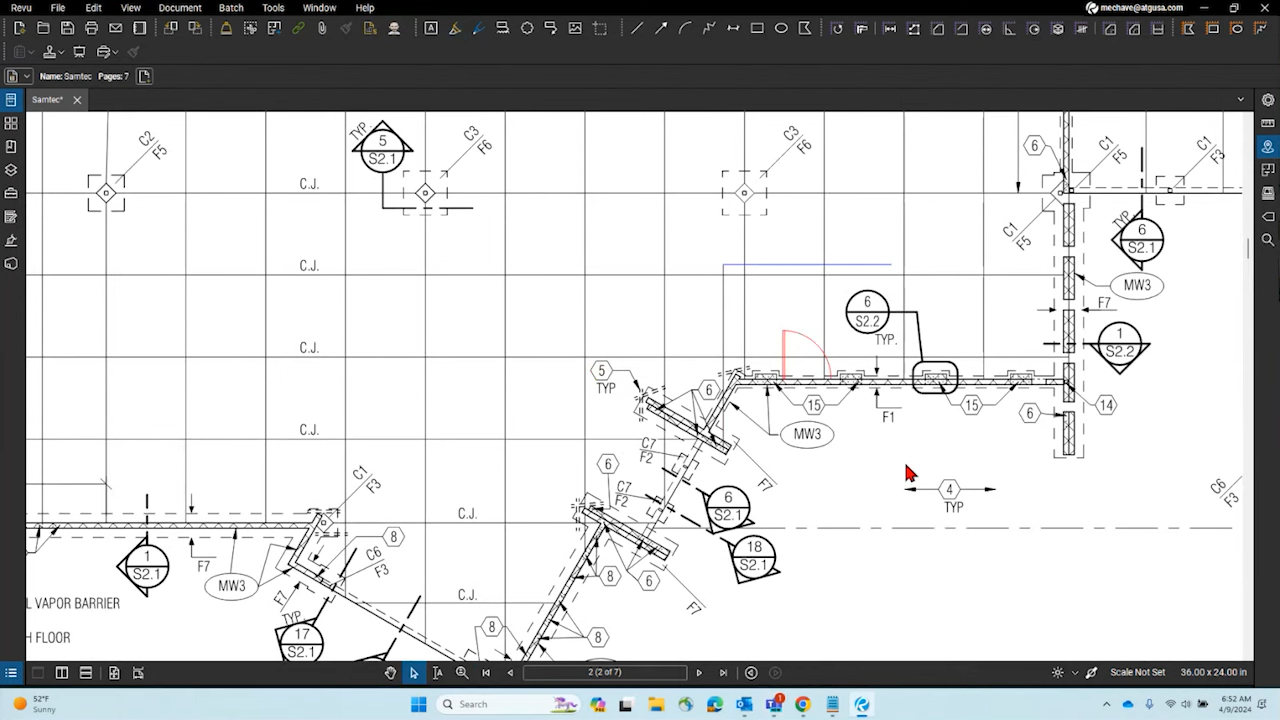 Revu File Edit View Document Batch Tools Window Help mechave@atgusa.com
Name: Samtec Pages: 7
Samtec*
TYP. 5 S2.1
C2 F5
C3 F6
C3 F6
6 C1 F5
C1 F3
C.J.
C1 F5
TYP. 6 S2.1
C.J.
MW3
F7
6 S2.2 TYP.
1 S2.2
C.J.
5 TYP
6
15
15
14
F1
6
MW3
C.J.
C7 F2
6
F7
C7 F2
4 TYP
C6 F3
C1 F3
6 S2.1
C.J.
8
18 S2.1
1 S2.1
F7
C6 F3
MW3
8
6
F7
L VAPOR BARRIER
F7
C.J.
TYP.
H FLOOR
17 S2.1
8
8
2 (2 of 7)
Scale Not Set 36.00 x 24.00 in
52°F
Sunny
Search
1
6:52 AM
4/9/2024